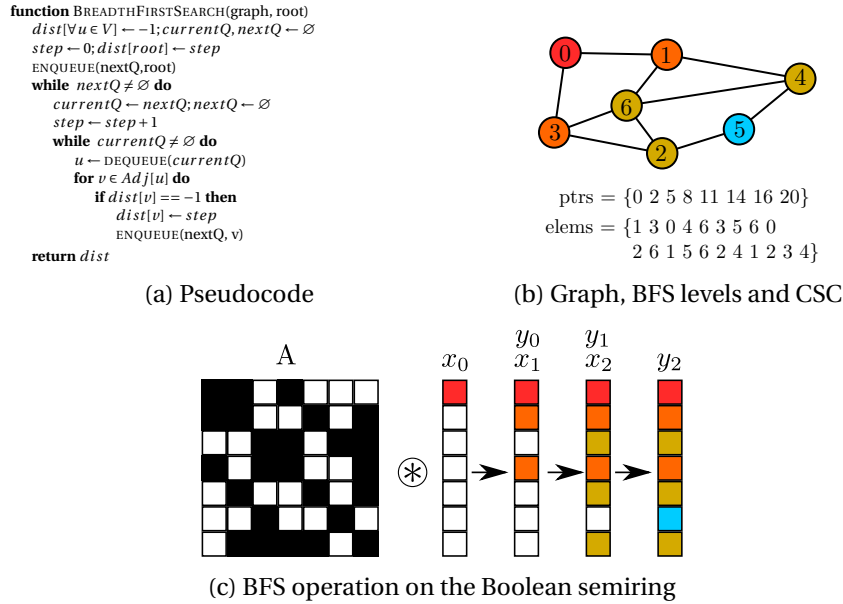 function BREADTHFIRSTSEARCH(graph, root)
dist[∀u ∈ V] ← −1; currentQ, nextQ ← ∅
step ← 0; dist[root] ← step
ENQUEUE(nextQ,root)
while nextQ ≠ ∅ do
currentQ ← nextQ; nextQ ← ∅
step ← step + 1
while currentQ ≠ ∅ do
u ← DEQUEUE(currentQ)
for v ∈ Adj[u] do
if dist[v] == −1 then
dist[v] ← step
ENQUEUE(nextQ, v)
return dist
(a) Pseudocode
0
1
4
6
5
3
2
ptrs = {0 2 5 8 11 14 16 20}
elems = {1 3 0 4 6 3 5 6 0
2 6 1 5 6 2 4 1 2 3 4}
(b) Graph, BFS levels and CSC
A
x₀
y₀
x₁
y₁
x₂
y₂
⊛
(c) BFS operation on the Boolean semiring